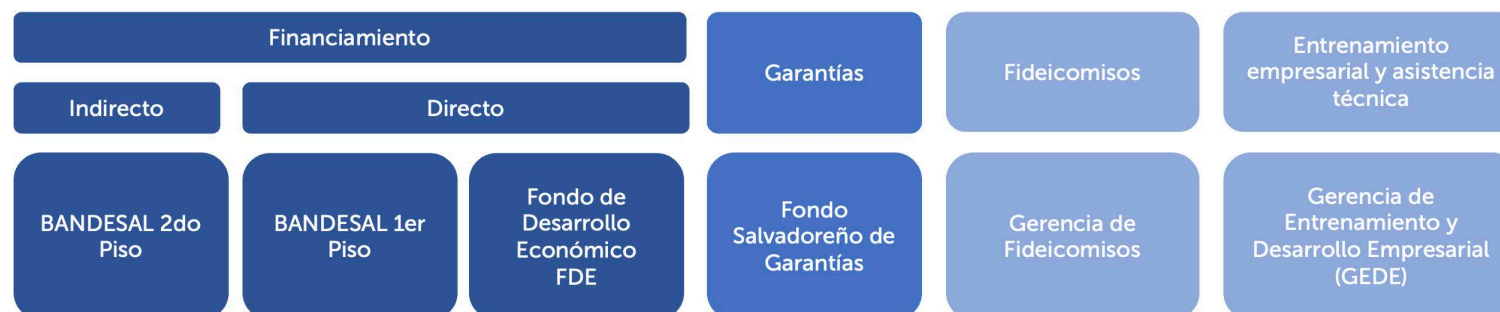 Financiamiento
Indirecto
Directo
Garantías
Fideicomisos
Entrenamiento
empresarial y asistencia
técnica
BANDESAL 2do
Piso
BANDESAL 1er
Piso
Fondo de
Desarrollo
Económico
FDE
Fondo
Salvadoreño de
Garantías
Gerencia de
Fideicomisos
Gerencia de
Entrenamiento y
Desarrollo Empresarial
(GEDE)